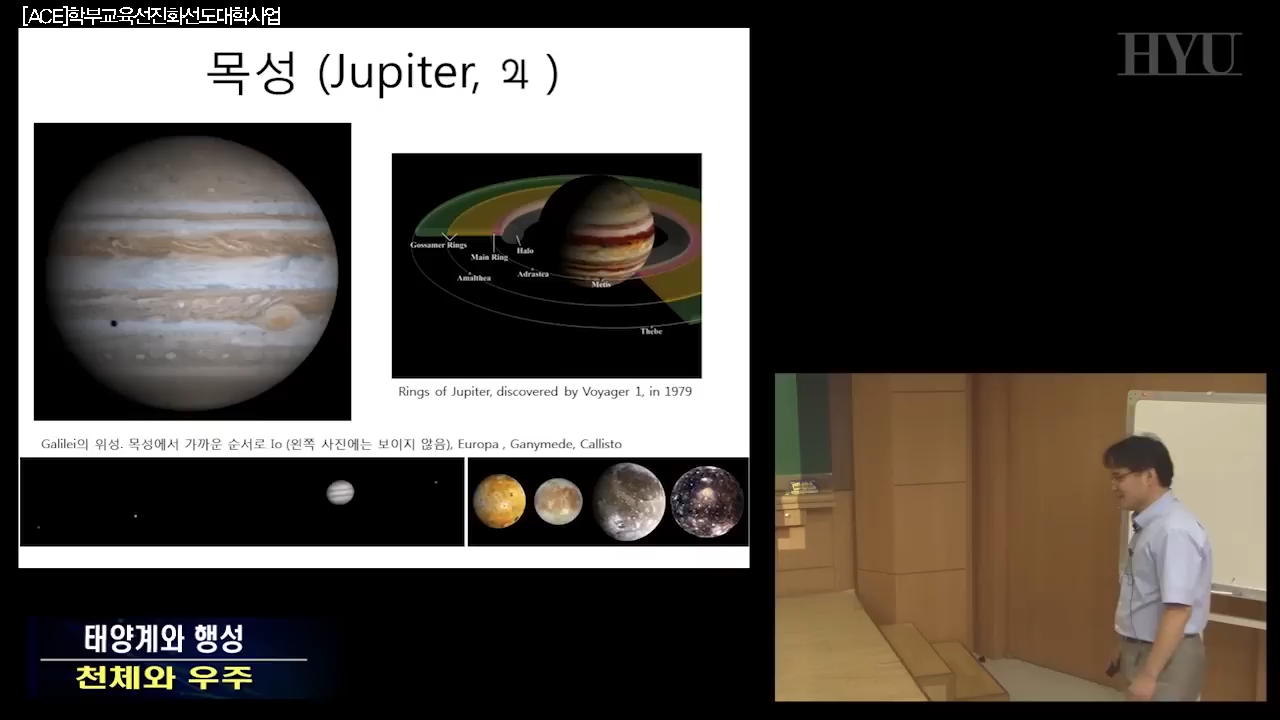 [ACE]학부교육선진화선도대학사업
HYU
목성 (Jupiter, ♃ )
Gossamer Rings
Halo
Main Ring
Amalthea
Adrastea
Metis
Thebe
Rings of Jupiter, discovered by Voyager 1, in 1979
Galilei의 위성. 목성에서 가까운 순서로 Io (왼쪽 사진에는 보이지 않음), Europa , Ganymede, Callisto
태양계와 행성
천체와 우주